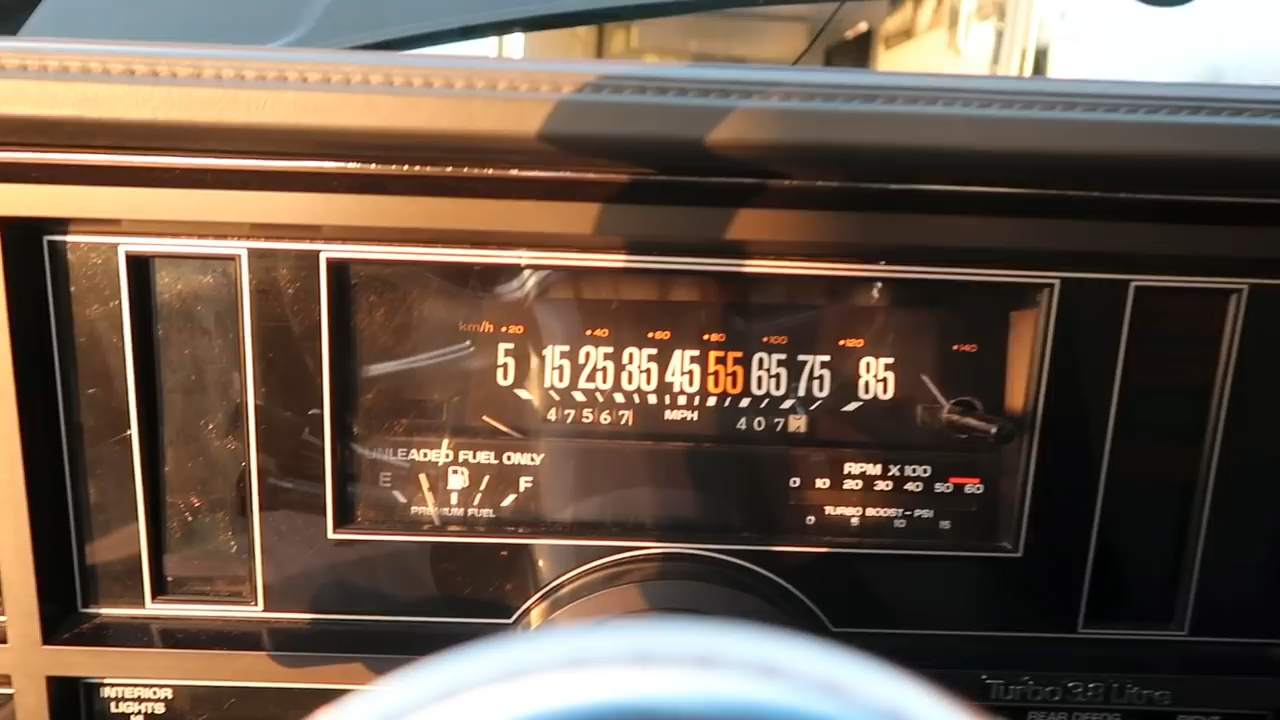 km/h •20 •40 •60 •80 •100 •120 •140
5 15 25 35 45 55 65 75 85
47567 MPH 407
UNLEADED FUEL ONLY
E F
PREMIUM FUEL
RPM X 100
0 10 20 30 40 50 60
TURBO BOOST-PSI
0 5 10 15
INTERIOR
LIGHTS
Turbo 3.8 Litre
REAR DEFOG